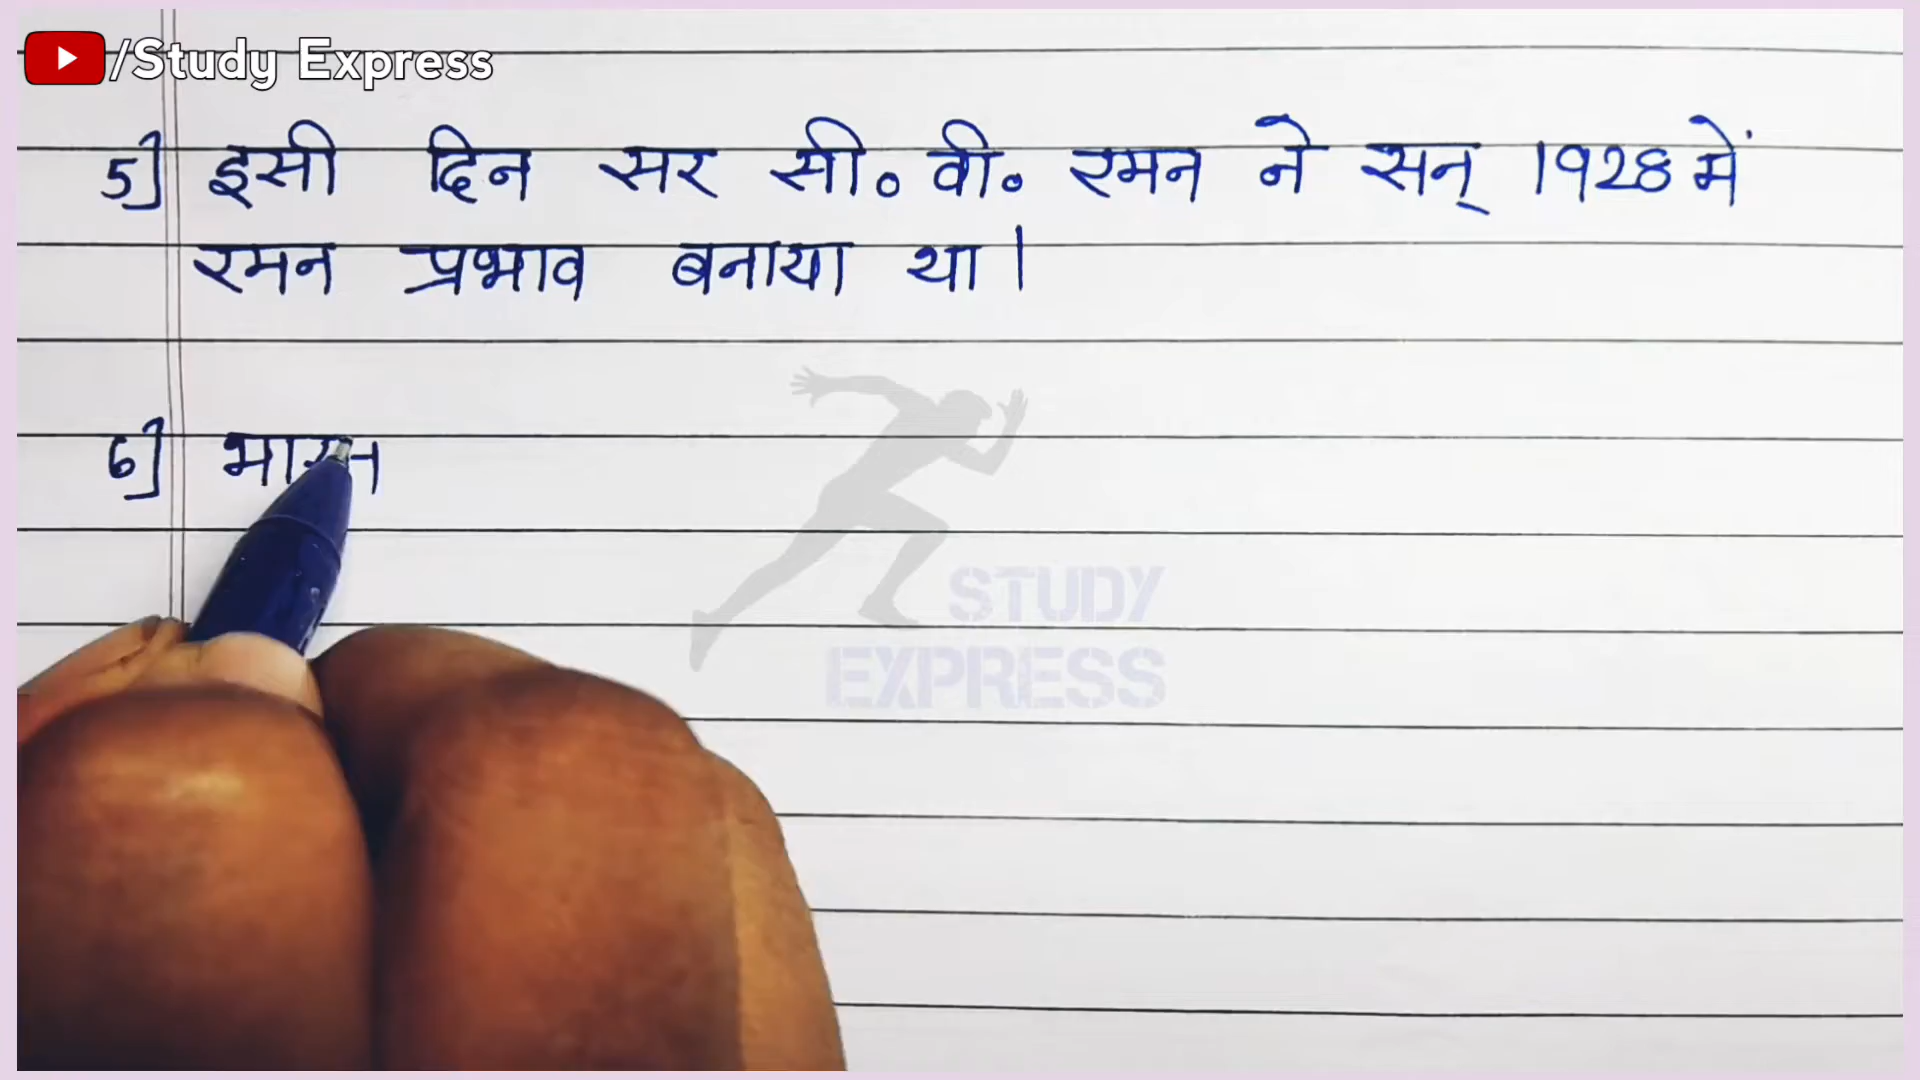 /Study Express
5] इसी दिन सर सी॰ वी॰ रमन ने सन् 1928 में
रमन प्रभाव बनाया था।
6] भारत
STUDY
EXPRESS